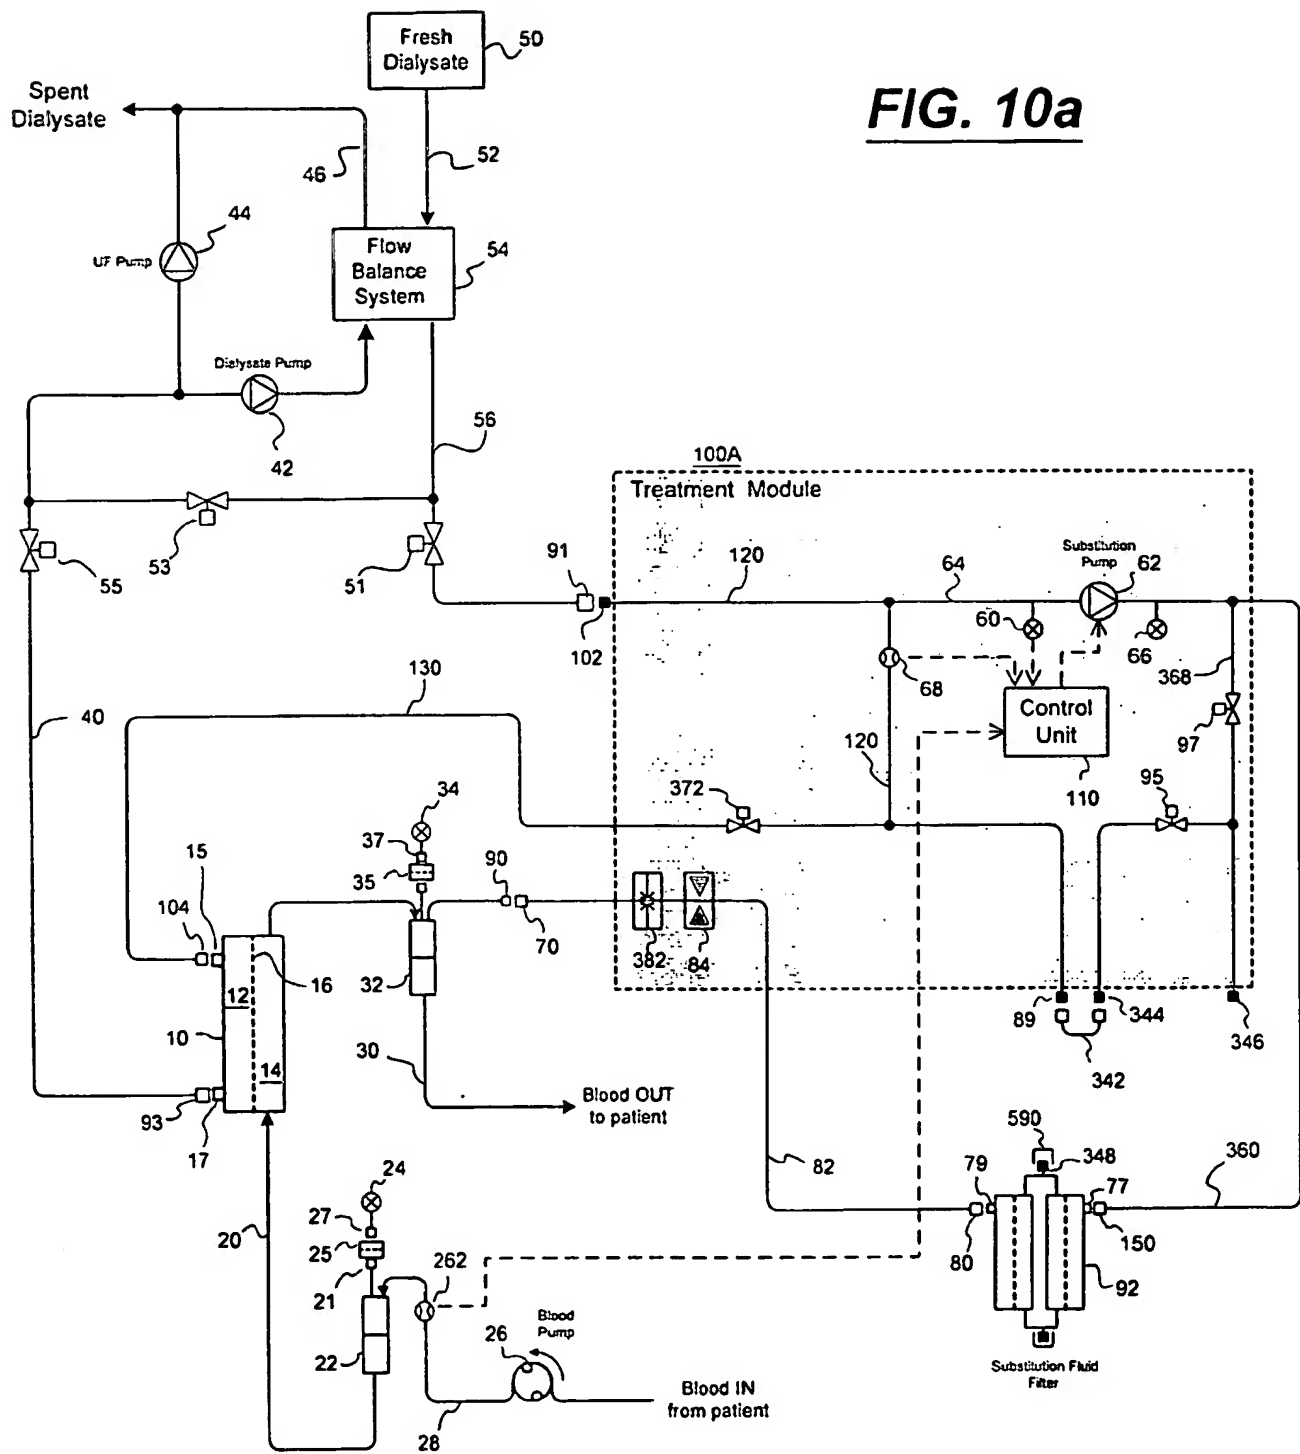 Fresh
Dialysate
50
FIG. 10a
Spent
Dialysate
46
52
44
UF Pump
Flow
Balance
System
54
Dialysate Pump
42
56
100A
Treatment Module
53
55
51
91
102
120
64
Substitution
Pump
62
60
66
68
368
130
40
Control
Unit
97
120
110
95
372
34
37
35
15
90
104
70
382
84
16
12
32
10
14
30
89
344
346
342
Blood OUT
to patient
93
17
82
590
348
360
24
79
77
27
20
25
80
150
21
262
92
22
26
Blood
Pump
Substitution Fluid
Filter
28
Blood IN
from patient